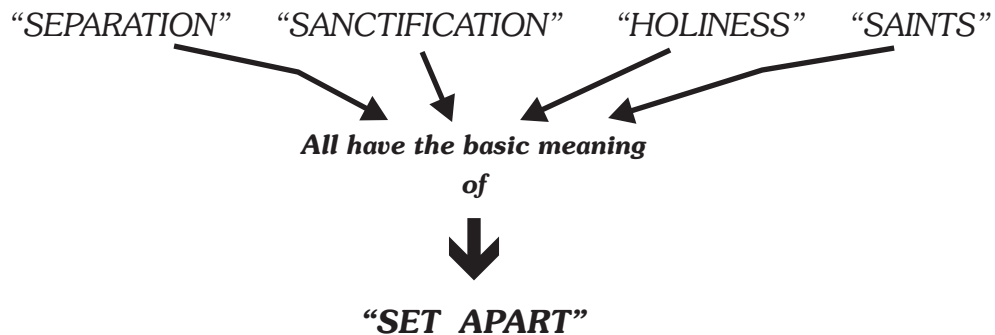 “SEPARATION” “SANCTIFICATION” “HOLINESS” “SAINTS”
All have the basic meaning
of
“SET APART”